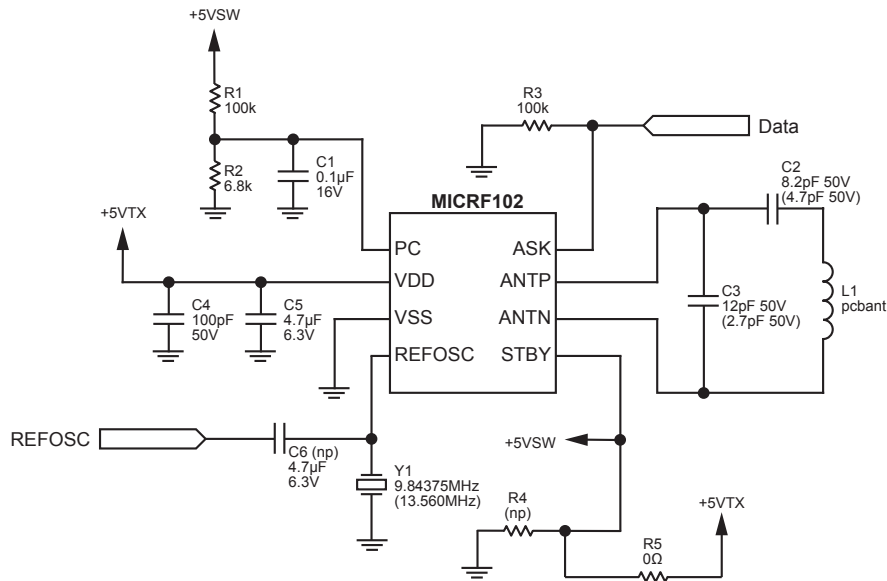 +5VSW
R1
100k
R2
6.8k
C1
0.1µF
16V
R3
100k
Data
MICRF102
PC
VDD
VSS
REFOSC
ASK
ANTP
ANTN
STBY
C2
8.2pF 50V
(4.7pF 50V)
C3
12pF 50V
(2.7pF 50V)
L1
pcbant
+5VTX
C4
100pF
50V
C5
4.7µF
6.3V
REFOSC
C6 (np)
4.7µF
6.3V
Y1
9.84375MHz
(13.560MHz)
+5VSW
R4
(np)
R5
0Ω
+5VTX